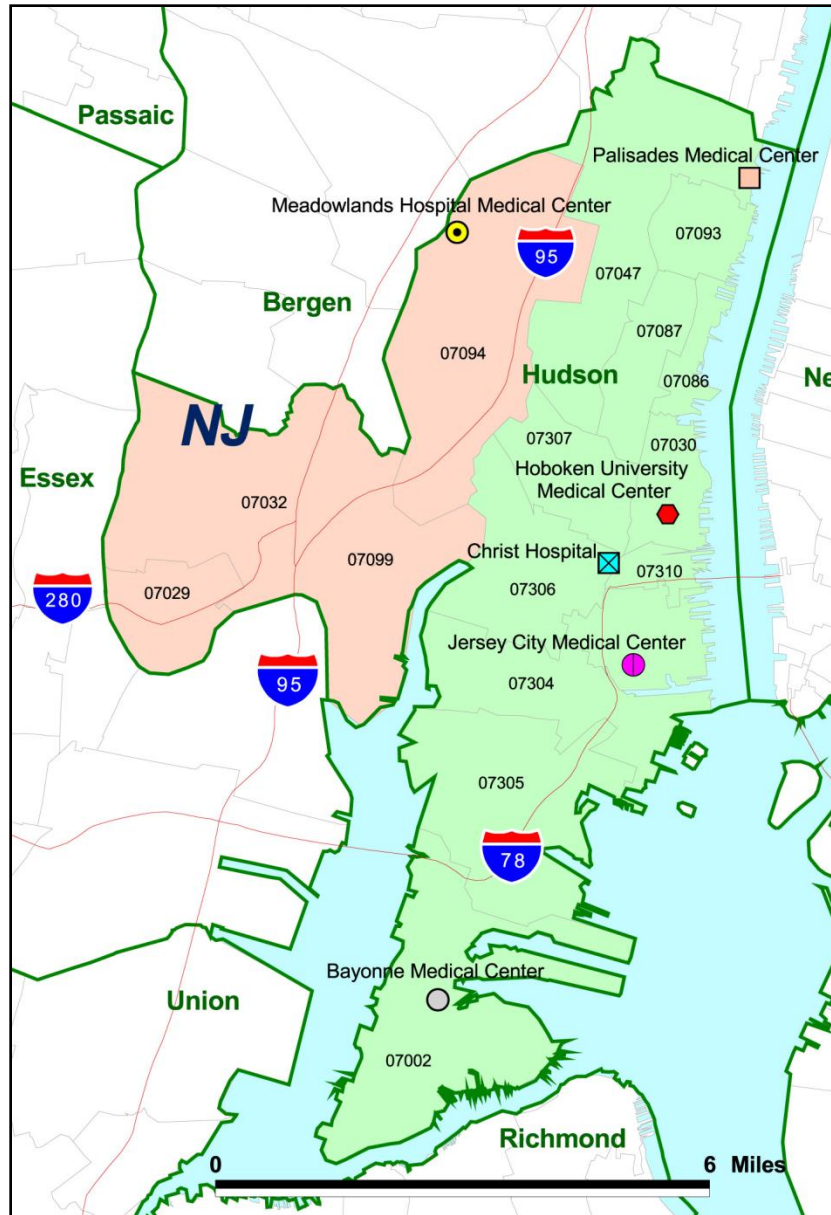 Passaic
Palisades Medical Center
Meadowlands Hospital Medical Center
07093
95
07047
Bergen
07087
07094
Hudson
07086
Ne
NJ
07307
07030
Essex
Hoboken University
Medical Center
07032
07099
Christ Hospital
07310
280
07029
07306
Jersey City Medical Center
95
07304
07305
78
Bayonne Medical Center
Union
07002
Richmond
0
6 Miles